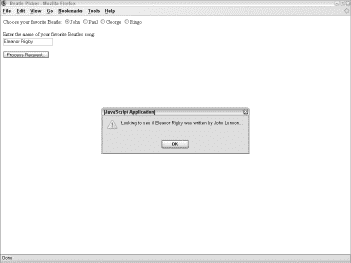 Beatle Picker - Mozilla Firefox
File Edit View Go Bookmarks Tools Help
Choose your favorite Beatle: John Paul George Ringo
Enter the name of your favorite Beatles song:
Eleanor Rigby
Process Request...
[JavaScript Application]
Looking to see if Eleanor Rigby was written by John Lennon...
OK
Done